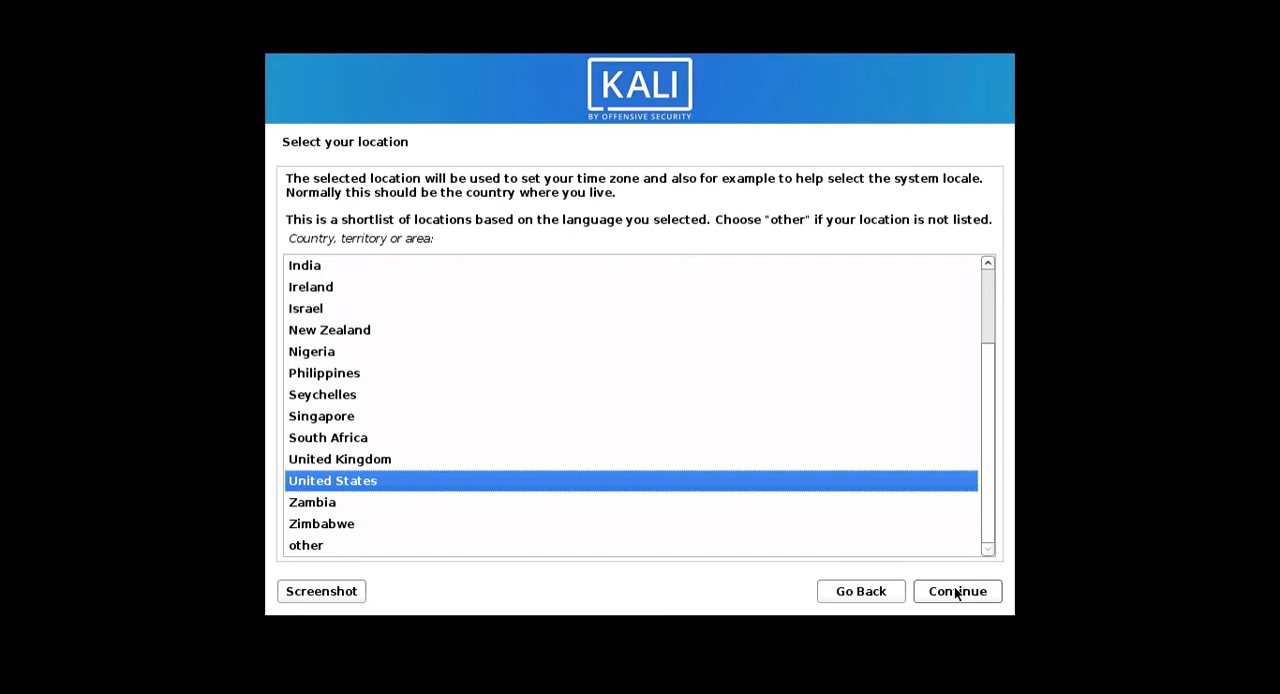 KALI
BY OFFENSIVE SECURITY
Select your location
The selected location will be used to set your time zone and also for example to help select the system locale.
Normally this should be the country where you live.
This is a shortlist of locations based on the language you selected. Choose "other" if your location is not listed.
Country, territory or area:
India
Ireland
Israel
New Zealand
Nigeria
Philippines
Seychelles
Singapore
South Africa
United Kingdom
United States
Zambia
Zimbabwe
other
Screenshot
Go Back
Continue